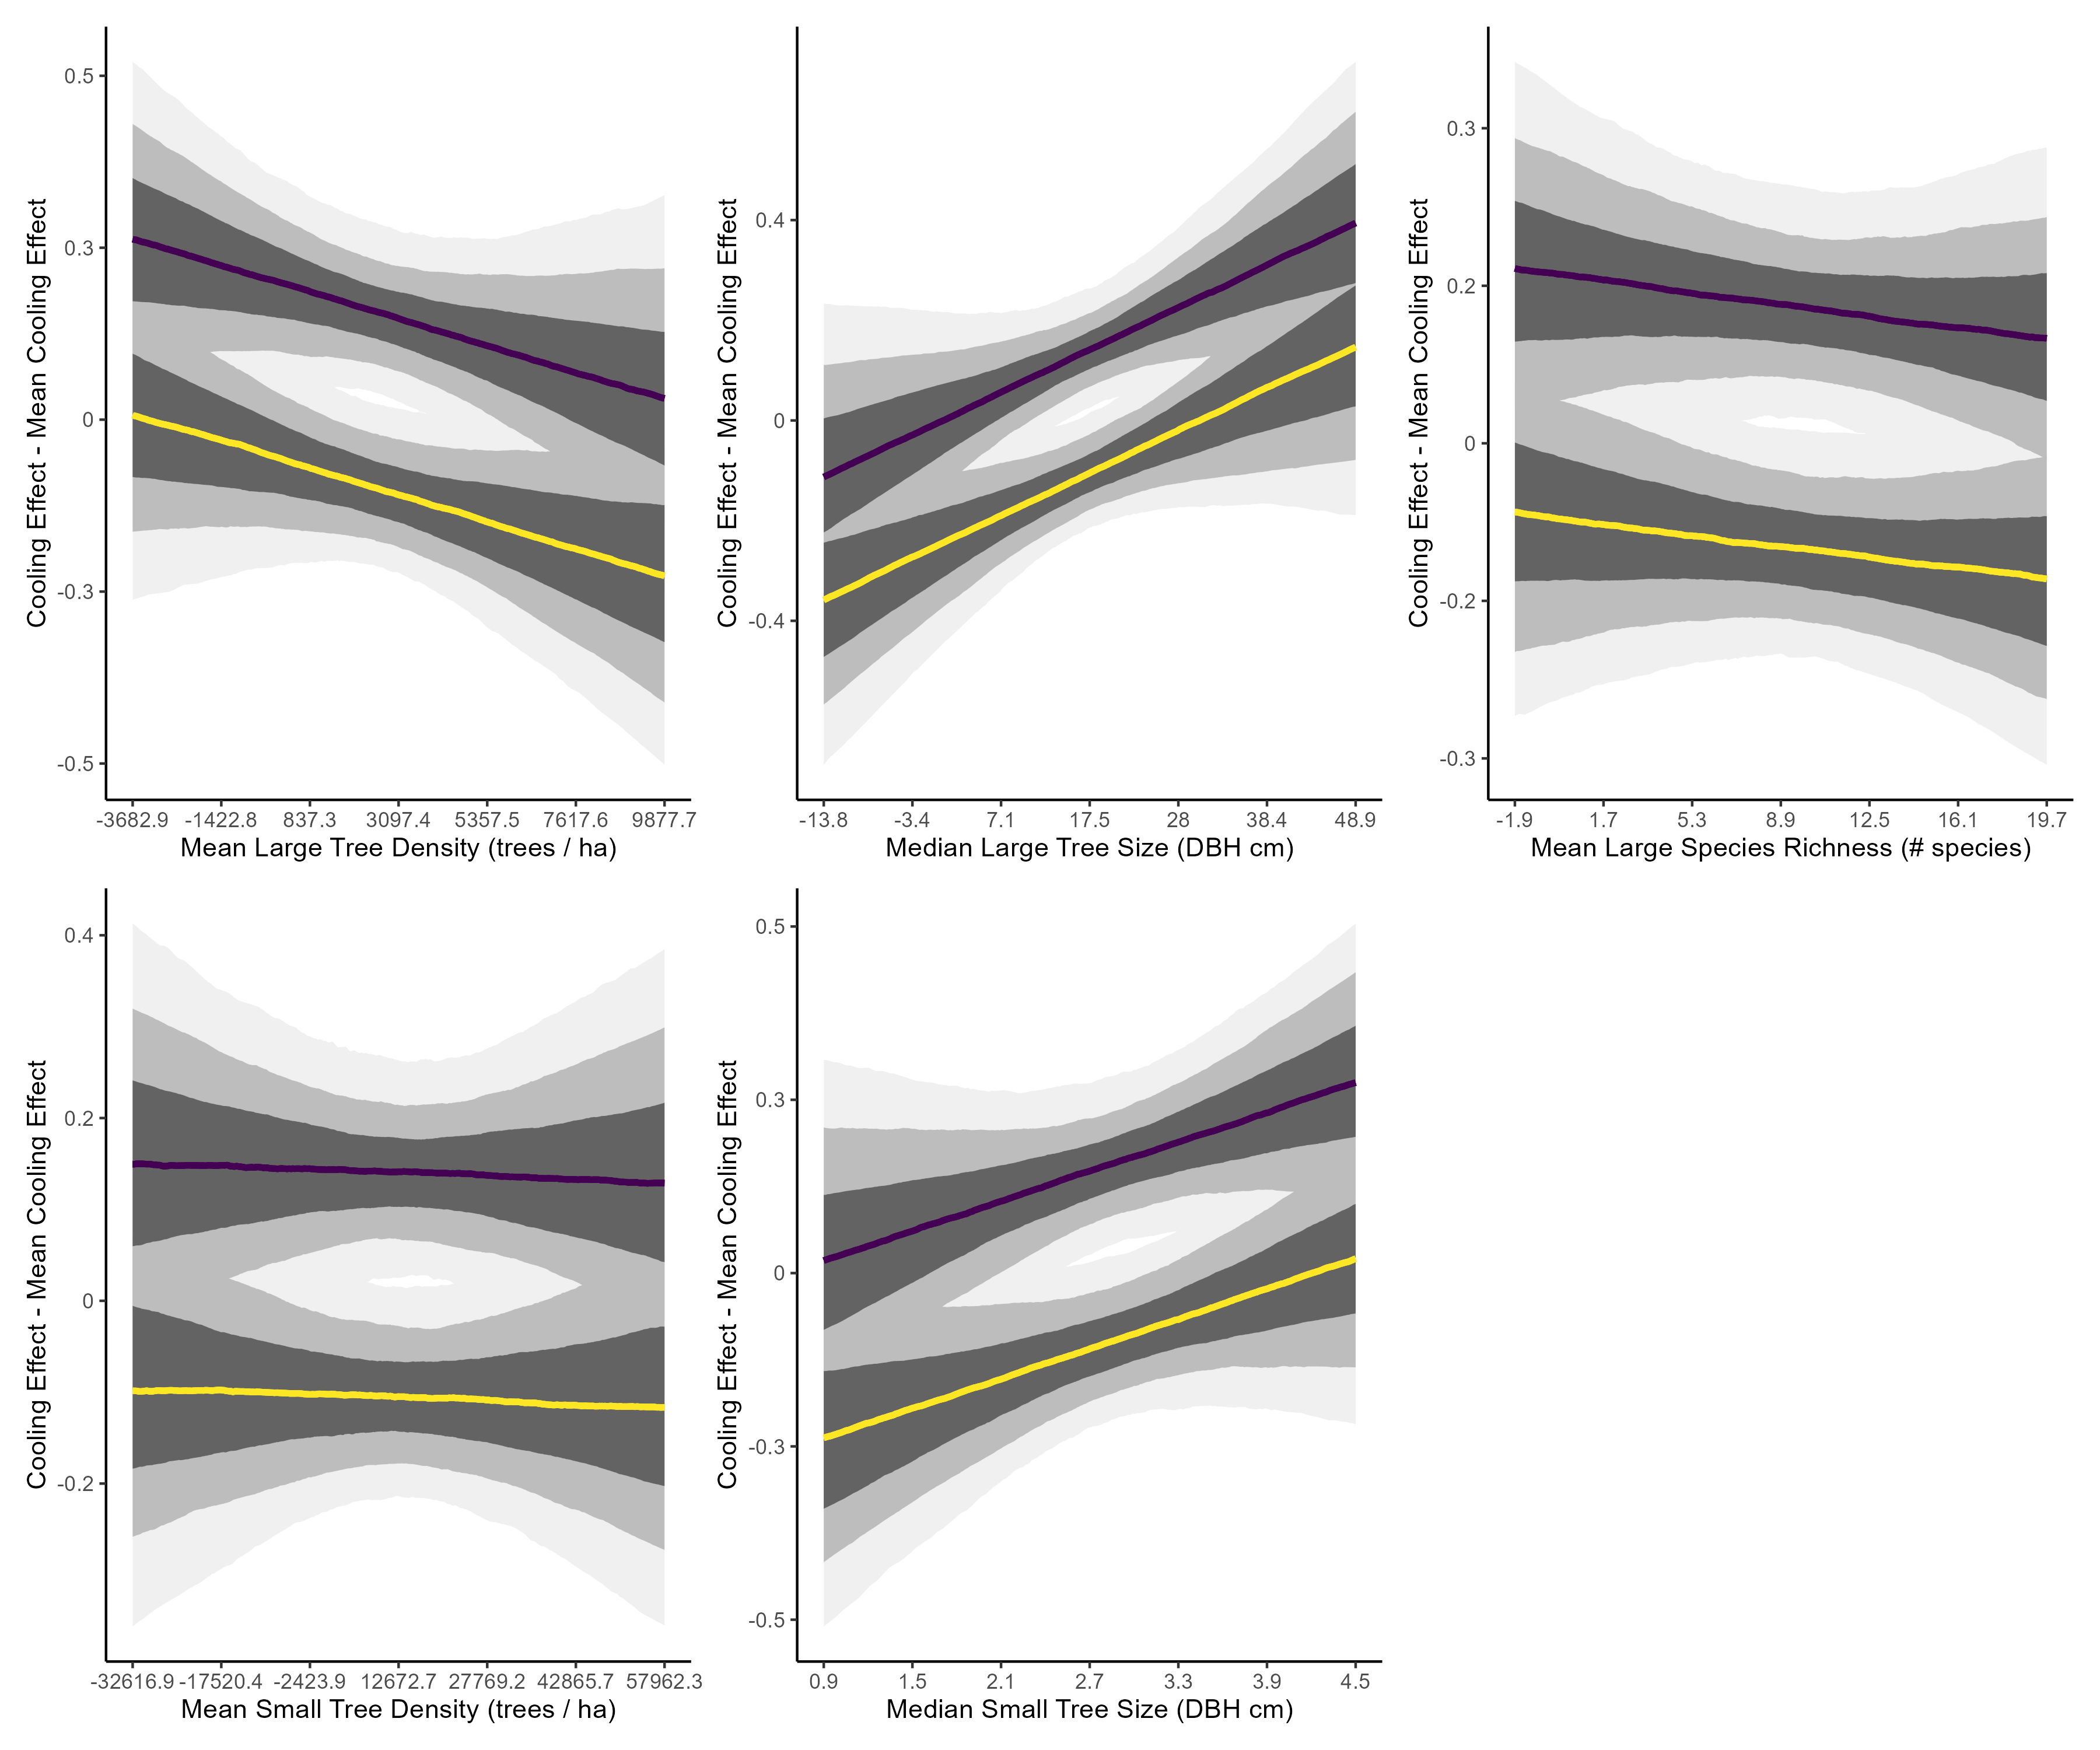 Cooling Effect - Mean Cooling Effect
0.5
0.3
0
-0.3
-0.5
-3682.9 -1422.8 837.3 3097.4 5357.5 7617.6 9877.7
Mean Large Tree Density (trees / ha)
Cooling Effect - Mean Cooling Effect
0.4
0
-0.4
-13.8 -3.4 7.1 17.5 28 38.4 48.9
Median Large Tree Size (DBH cm)
Cooling Effect - Mean Cooling Effect
0.3
0.2
0
-0.2
-0.3
-1.9 1.7 5.3 8.9 12.5 16.1 19.7
Mean Large Species Richness (# species)
Cooling Effect - Mean Cooling Effect
0.4
0.2
0
-0.2
-32616.9 -17520.4 -2423.9 12672.7 27769.2 42865.7 57962.3
Mean Small Tree Density (trees / ha)
Cooling Effect - Mean Cooling Effect
0.5
0.3
0
-0.3
-0.5
0.9 1.5 2.1 2.7 3.3 3.9 4.5
Median Small Tree Size (DBH cm)